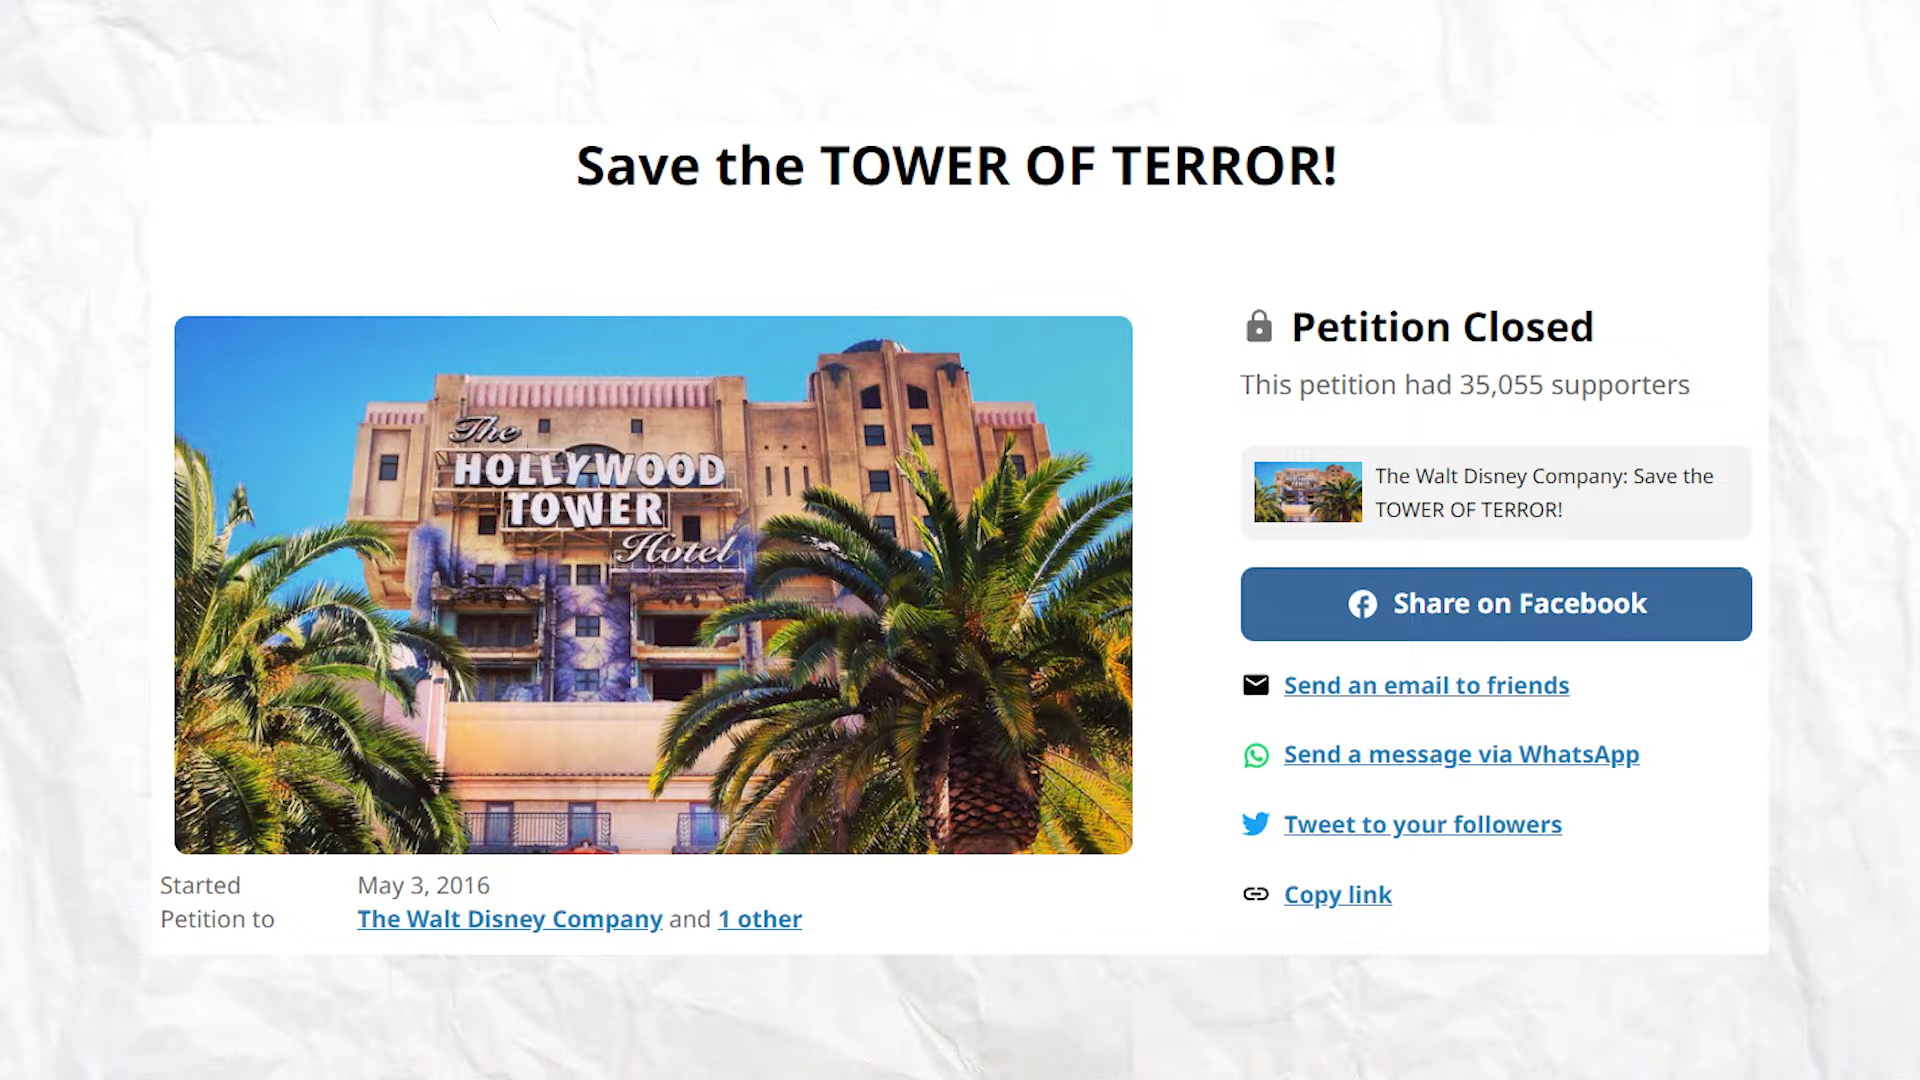 Save the TOWER OF TERROR!
The
HOLLYWOOD
TOWER
Hotel
Started May 3, 2016
Petition to The Walt Disney Company and 1 other
Petition Closed
This petition had 35,055 supporters
The Walt Disney Company: Save the
TOWER OF TERROR!
Share on Facebook
Send an email to friends
Send a message via WhatsApp
Tweet to your followers
Copy link